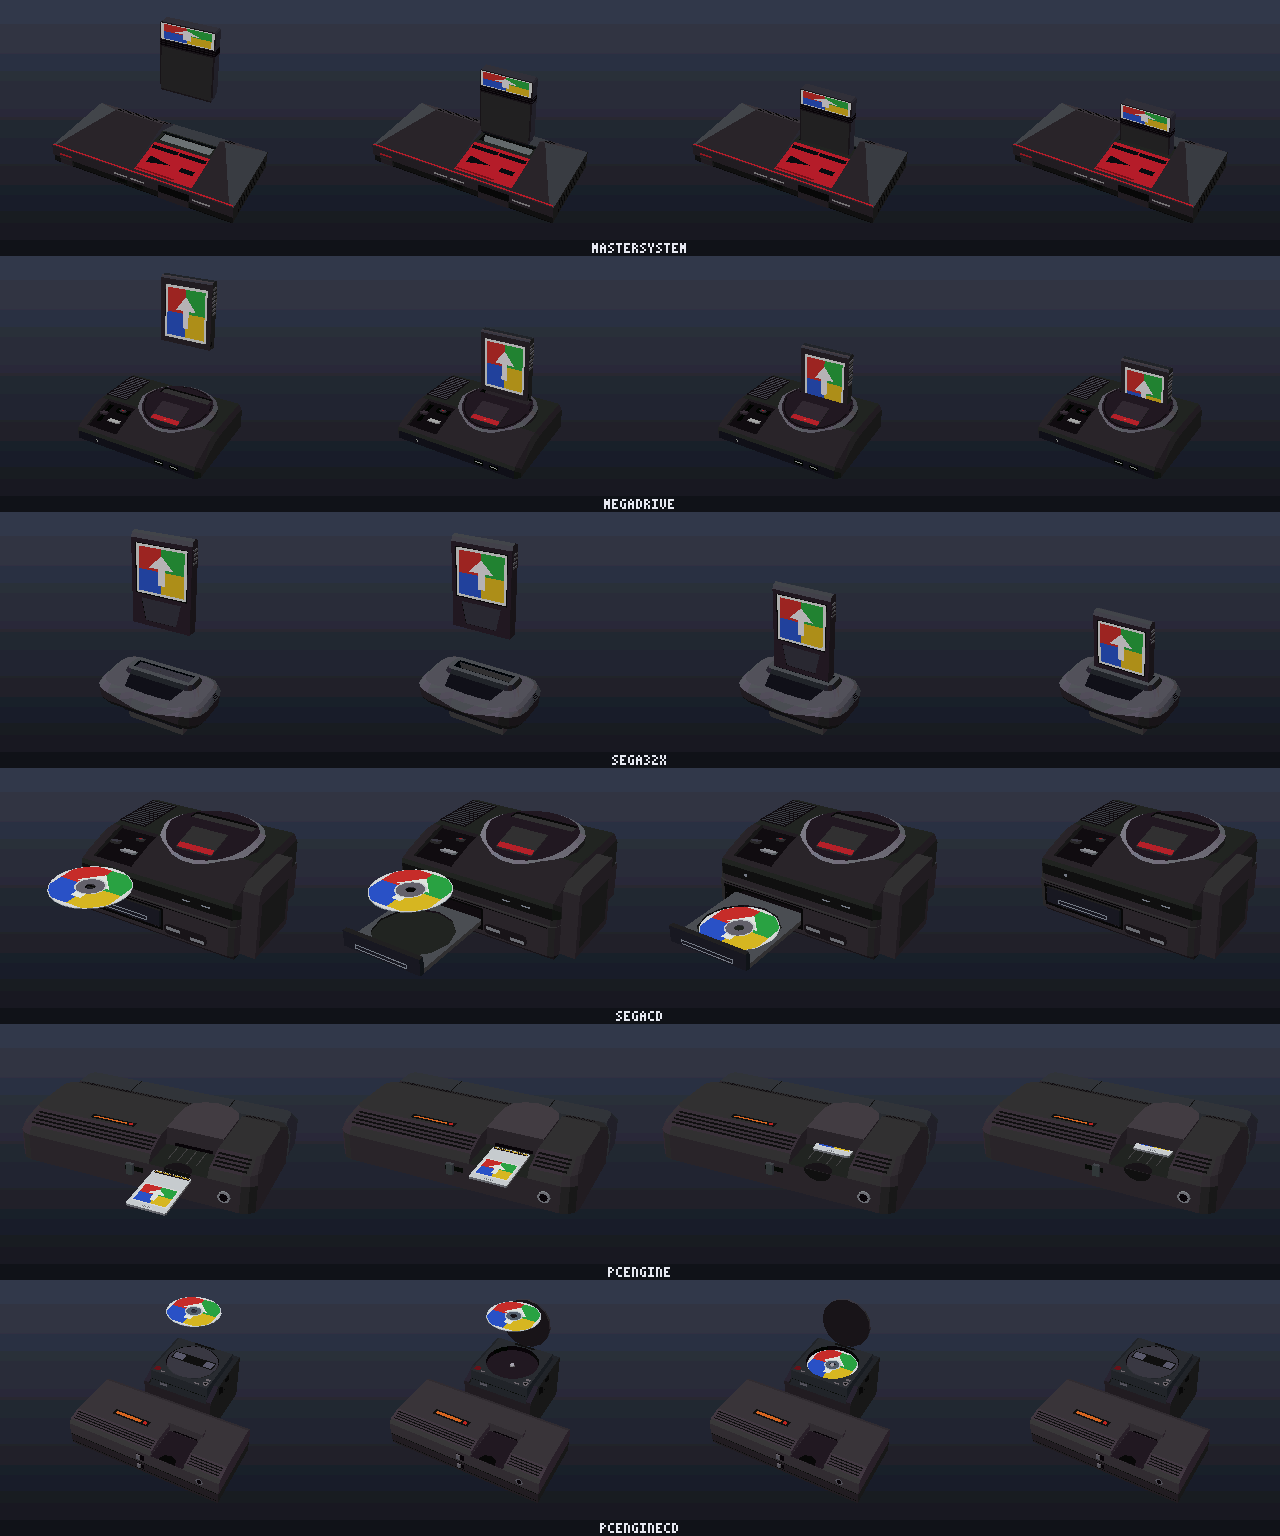 MASTERSYSTEM
MEGADRIVE
SEGA32X
SEGACD
PCENGINE
PCENGINECD